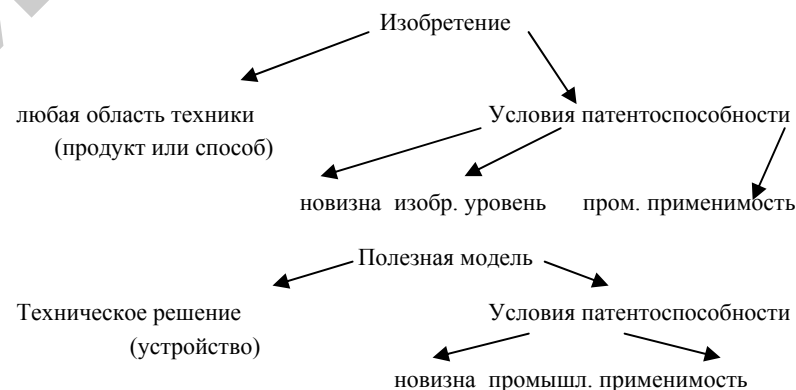 Изобретение
любая область техники Условия патентоспособности
(продукт или способ)
новизна изобр. уровень пром. применимость
Полезная модель
Техническое решение Условия патентоспособности
(устройство)
новизна промышл. применимость